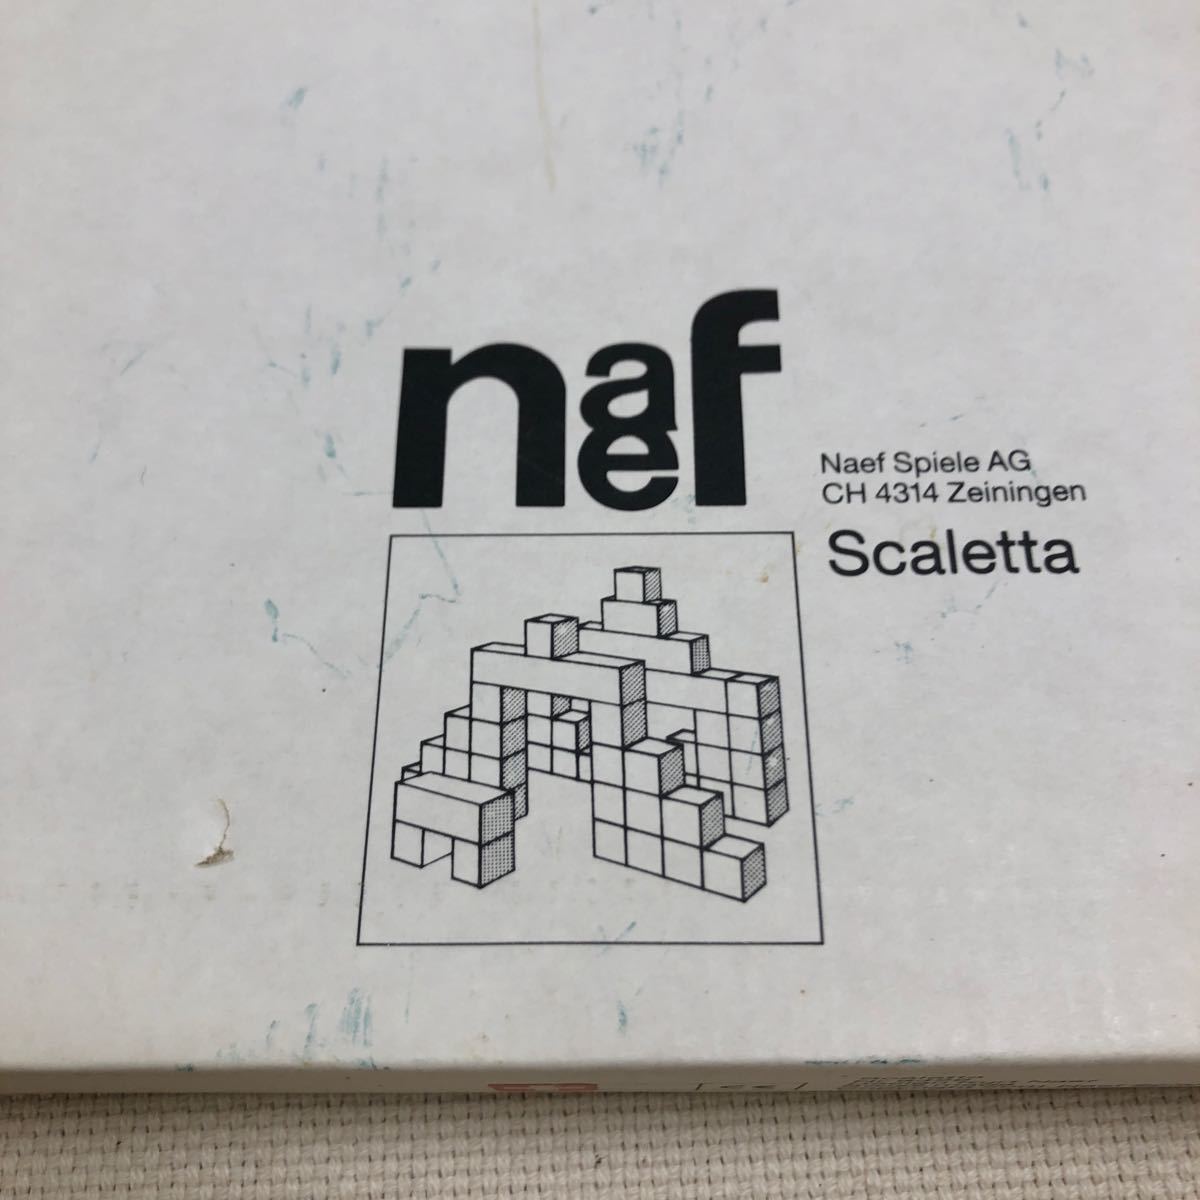 naef
Naef Spiele AG
CH 4314 Zeiningen
Scaletta